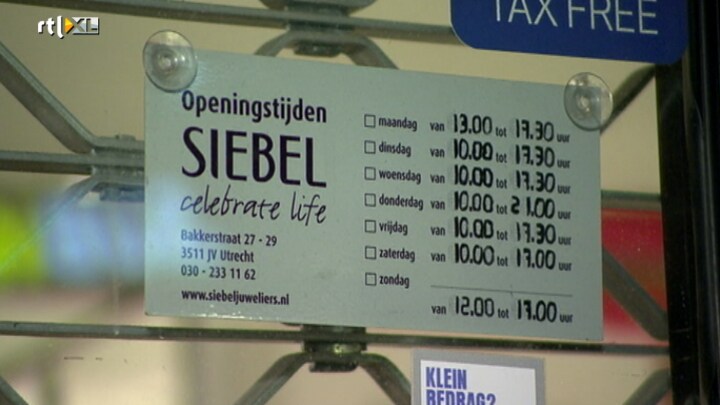 rtl XL
TAX FREE
Openingstijden
SIEBEL
celebrate life
Bakkerstraat 27 - 29
3511 JV Utrecht
030 - 233 11 62
www.siebeljuweliers.nl
maandag van 13.00 tot 17.30 uur
dinsdag van 10.00 tot 17.30 uur
woensdag van 10.00 tot 17.30 uur
donderdag van 10.00 tot 21.00 uur
vrijdag van 10.00 tot 17.30 uur
zaterdag van 10.00 tot 17.00 uur
zondag
van 12.00 tot 17.00 uur
KLEIN
BEDRAG?